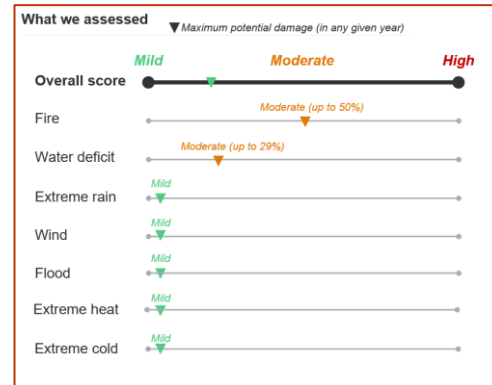 What we assessed
Maximum potential damage (in any given year)
Mild Moderate High
Overall score
Moderate (up to 50%)
Fire
Moderate (up to 29%)
Water deficit
Mild
Extreme rain
Mild
Wind
Mild
Flood
Mild
Extreme heat
Mild
Extreme cold